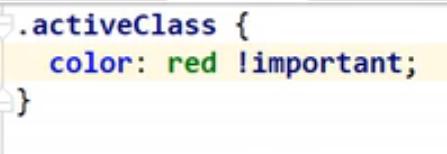 .activeClass {
  color: red !important;
}